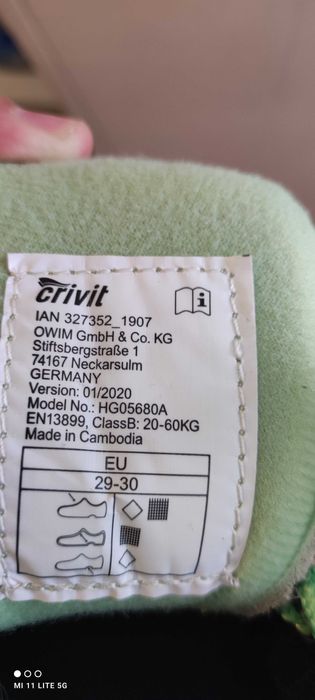 crivit
IAN 327352_1907
OWIM GmbH & Co. KG
Stiftsbergstraße 1
74167 Neckarsulm
GERMANY
Version: 01/2020
Model No.: HG05680A
EN13899, ClassB: 20-60KG
Made in Cambodia
EU
29-30
MI 11 LITE 5G